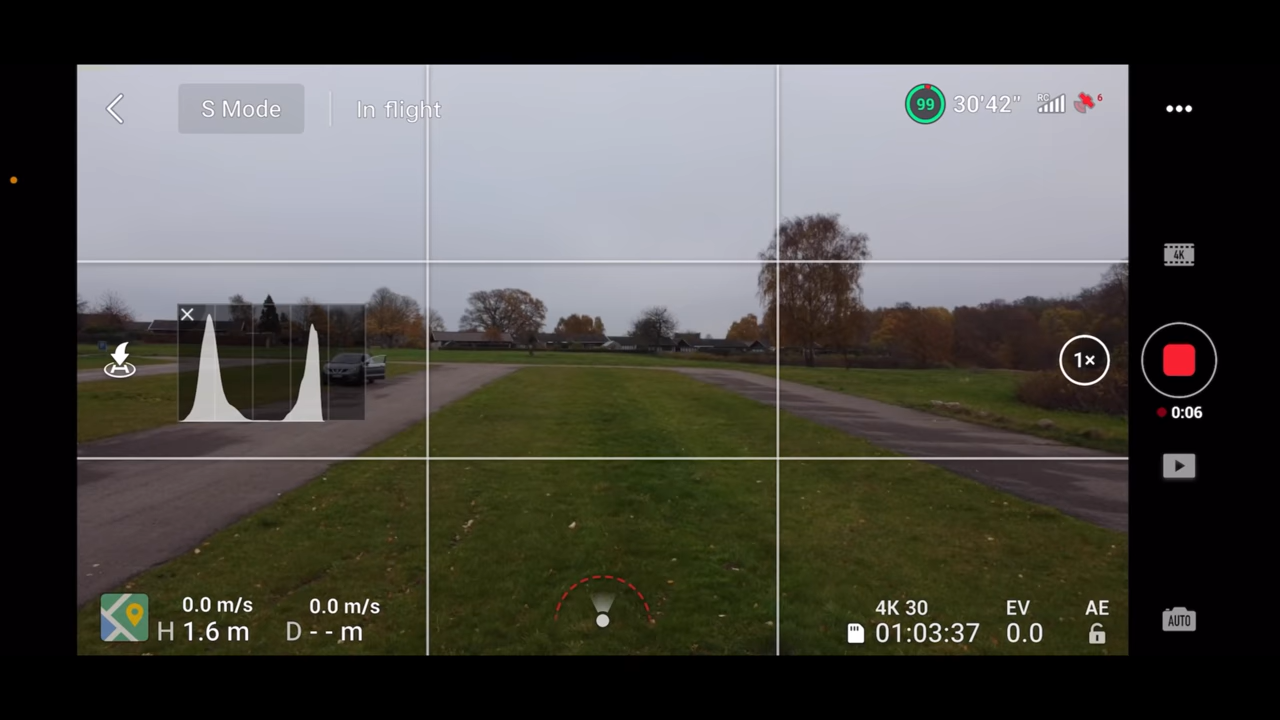 S Mode
In flight
99
30'42"
RC
6
4K
1×
0:06
0.0 m/s
0.0 m/s
H 1.6 m
D - - m
4K 30
01:03:37
EV
0.0
AE
AUTO